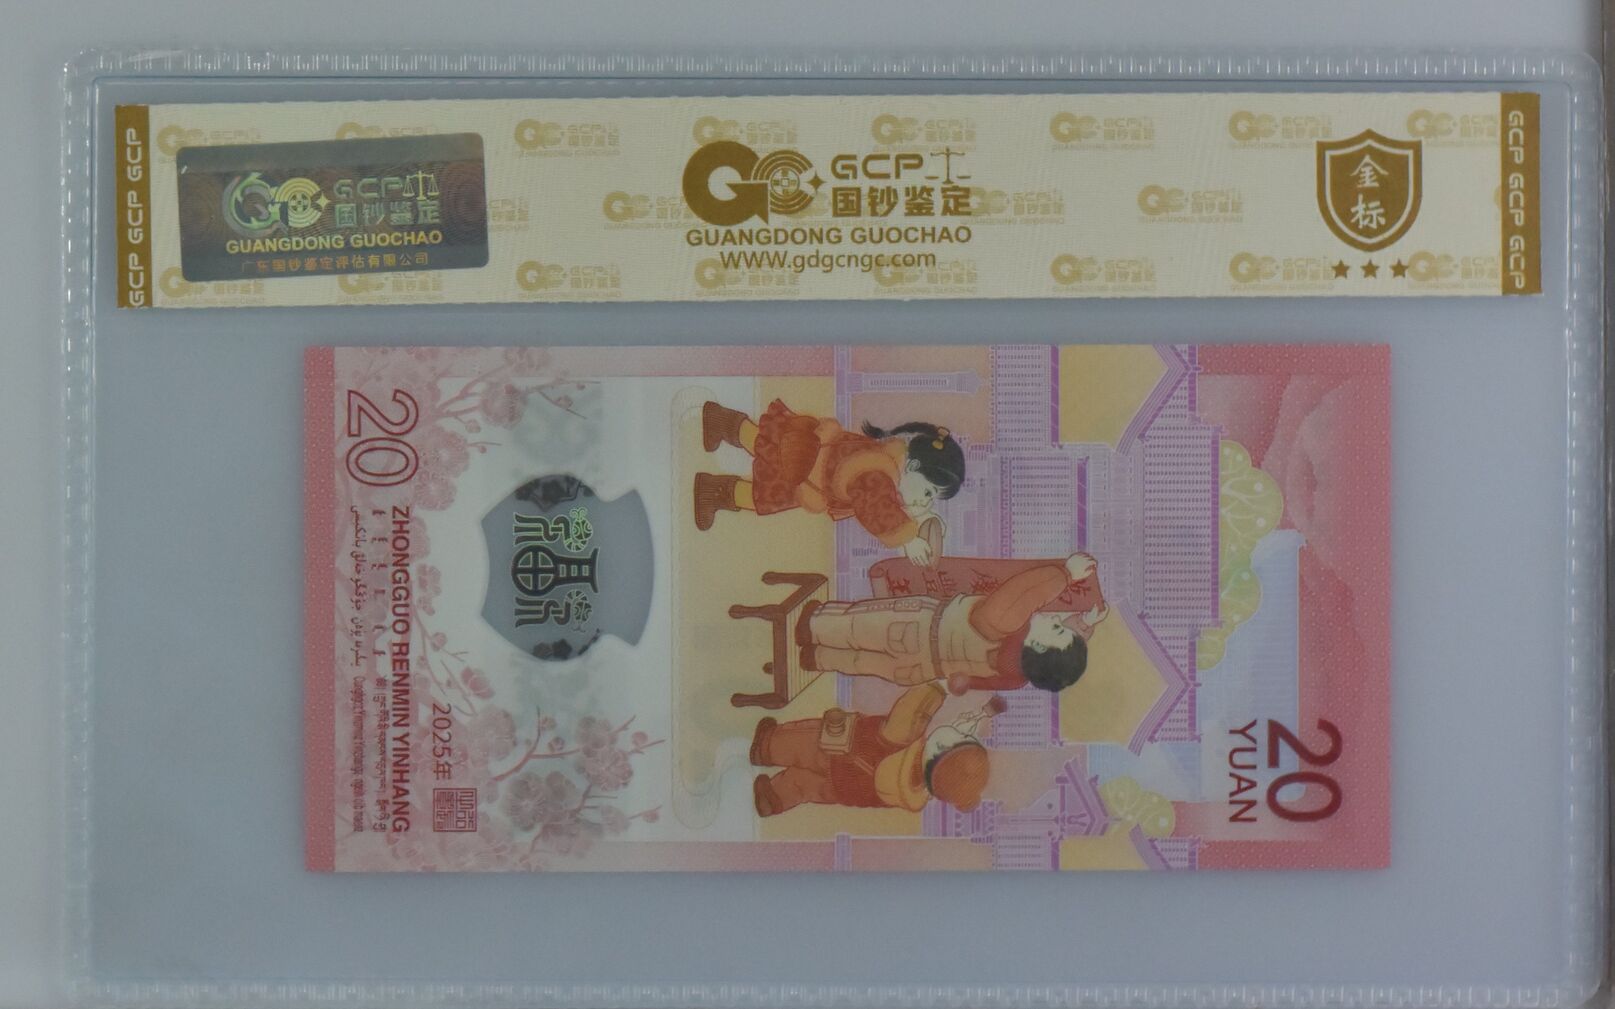 GCP GCP GCP
GCP
国钞鉴定
GUANGDONG GUOCHAO
广东国钞鉴定评估有限公司
GCP
国钞鉴定
GUANGDONG GUOCHAO
WWW.gdgcngc.com
金标
GCP GCP GCP
20
YUAN
20
ZHONGGUO RENMIN YINHANG
2025年